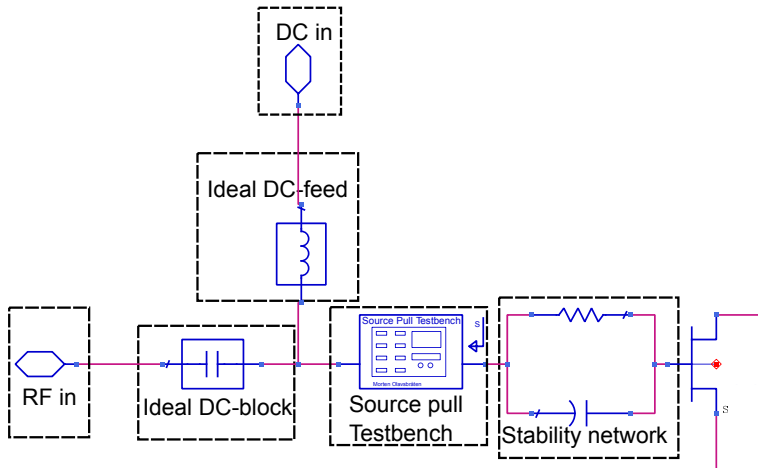 DC in
Ideal DC-feed
Source Pull Testbench
S
Morten Olavsbråten
RF in
Ideal DC-block
Source pull
Testbench
Stability network
S